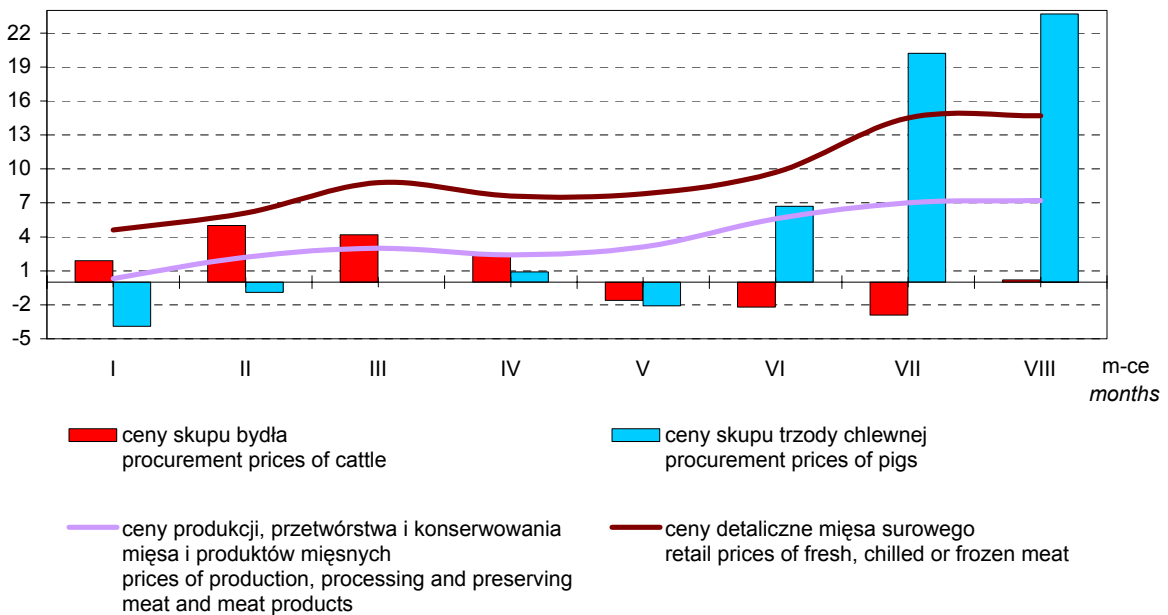 22
19
16
13
10
7
4
1
-2
-5
I II III IV V VI VII VIII m-ce
months
ceny skupu bydła
procurement prices of cattle
ceny skupu trzody chlewnej
procurement prices of pigs
ceny produkcji, przetwórstwa i konserwowania
mięsa i produktów mięsnych
prices of production, processing and preserving
meat and meat products
ceny detaliczne mięsa surowego
retail prices of fresh, chilled or frozen meat